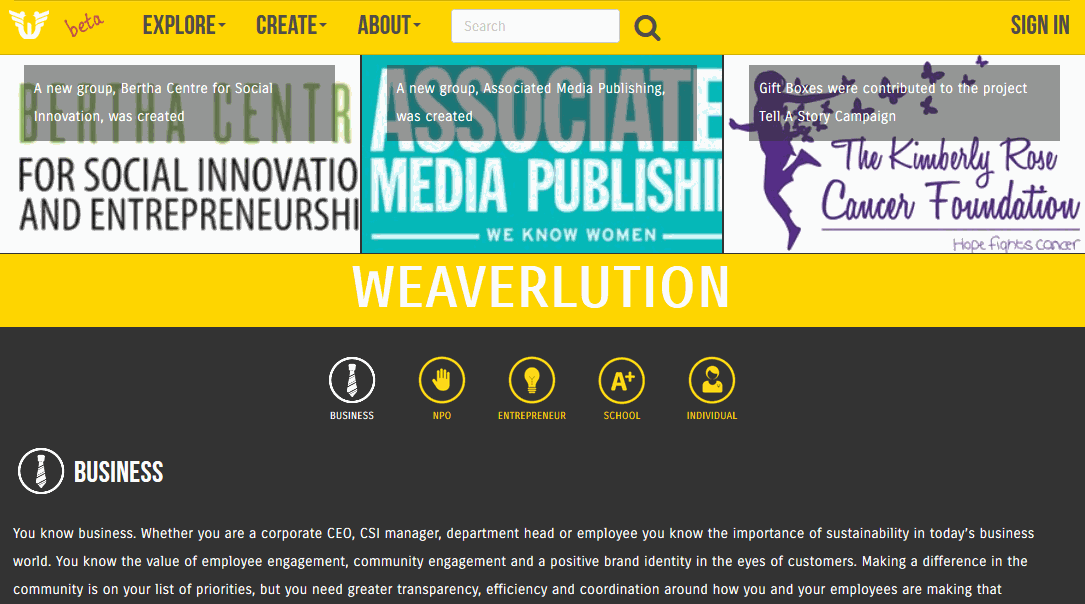 beta
EXPLORE
CREATE
ABOUT
Search
SIGN IN
A new group, Bertha Centre for Social
Innovation, was created
BERTHA CENTR
FOR SOCIAL INNOVATIO
AND ENTREPRENEURSHI
A new group, Associated Media Publishing,
was created
ASSOCIATE
MEDIA PUBLISHI
WE KNOW WOMEN
Gift Boxes were contributed to the project
Tell A Story Campaign
The Kimberly Rose
Cancer Foundation
Hope fights cancer
WEAVERLUTION
BUSINESS
NPO
A+
ENTREPRENEUR
SCHOOL
INDIVIDUAL
BUSINESS
You know business. Whether you are a corporate CEO, CSI manager, department head or employee you know the importance of sustainability in today's business
world. You know the value of employee engagement, community engagement and a positive brand identity in the eyes of customers. Making a difference in the
community is on your list of priorities, but you need greater transparency, efficiency and coordination around how you and your employees are making that